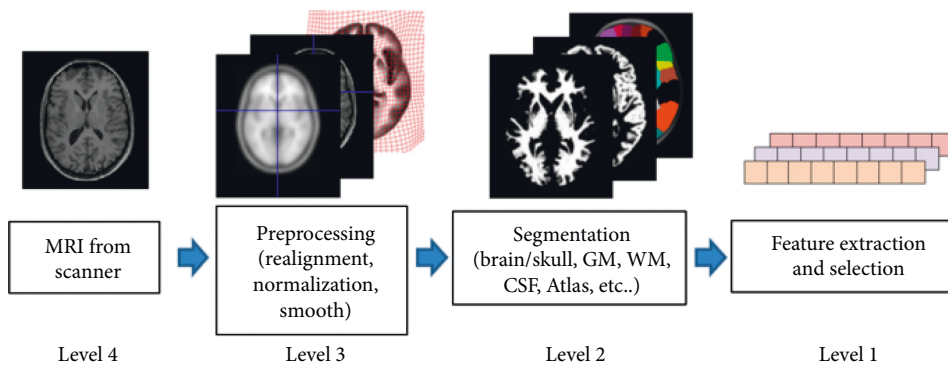 MRI from
scanner
Preprocessing
(realignment,
normalization,
smooth)
Segmentation
(brain/skull, GM, WM,
CSF, Atlas, etc..)
Feature extraction
and selection
Level 4
Level 3
Level 2
Level 1